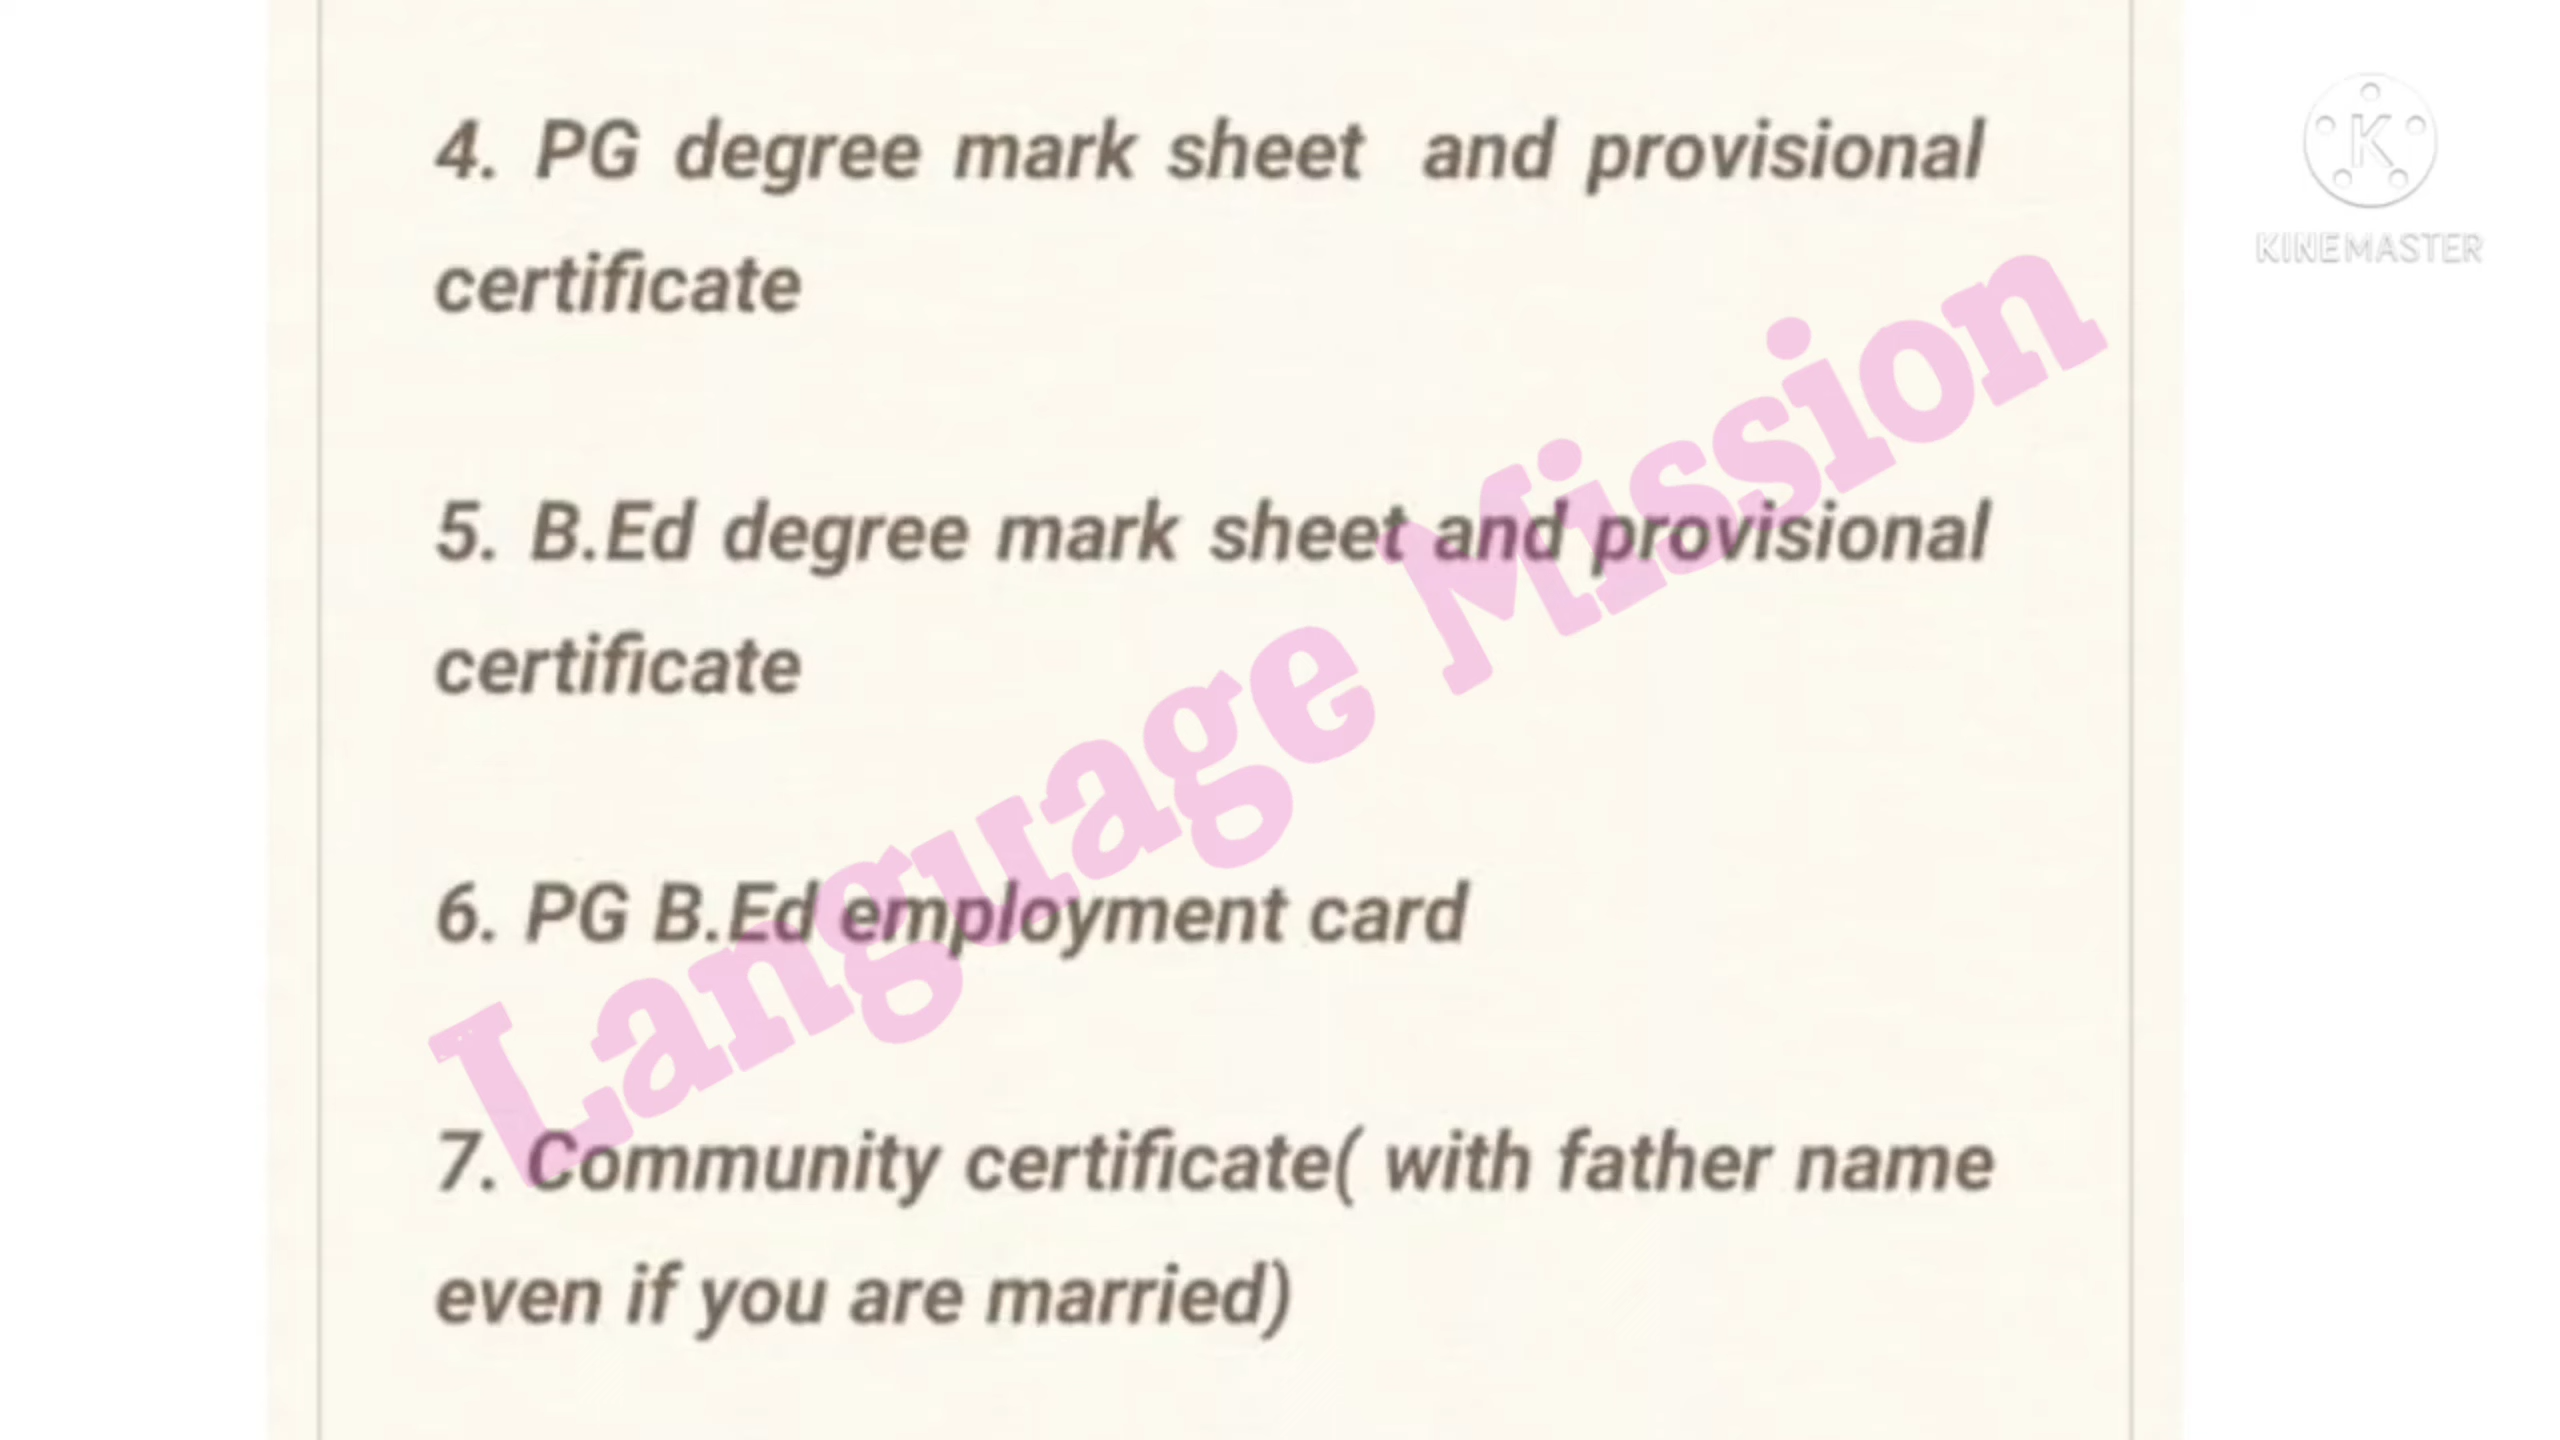 4. PG degree mark sheet and provisional
certificate
5. B.Ed degree mark sheet and provisional
certificate
6. PG B.Ed employment card
7. Community certificate( with father name
even if you are married)
Language Mission
K
KINEMASTER